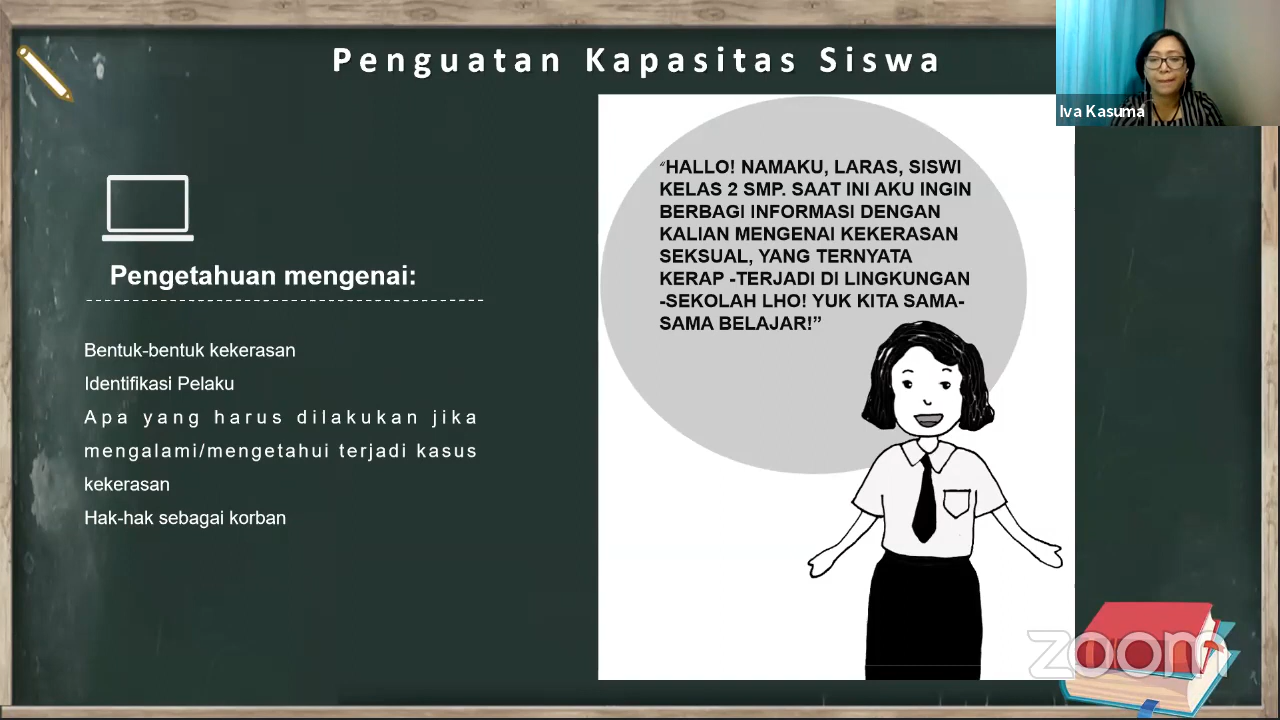 Penguatan Kapasitas Siswa
Iva Kasuma
Pengetahuan mengenai:
Bentuk-bentuk kekerasan
Identifikasi Pelaku
Apa yang harus dilakukan jika
mengalami/mengetahui terjadi kasus
kekerasan
Hak-hak sebagai korban
“HALLO! NAMAKU, LARAS, SISWI
KELAS 2 SMP. SAAT INI AKU INGIN
BERBAGI INFORMASI DENGAN
KALIAN MENGENAI KEKERASAN
SEKSUAL, YANG TERNYATA
KERAP -TERJADI DI LINGKUNGAN
-SEKOLAH LHO! YUK KITA SAMA-
SAMA BELAJAR!”
zoom